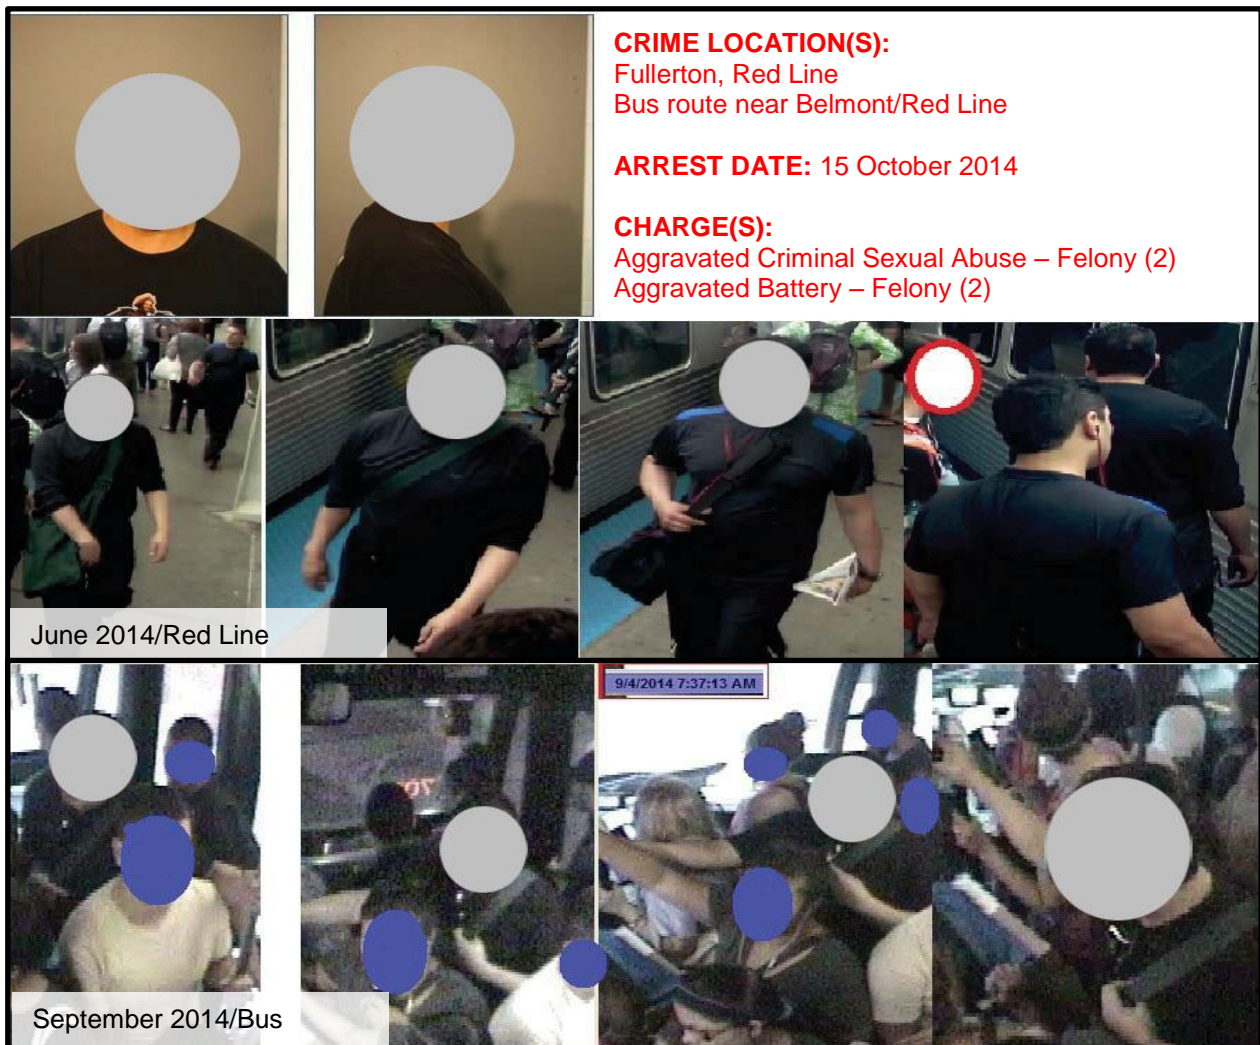 CRIME LOCATION(S):
Fullerton, Red Line
Bus route near Belmont/Red Line
ARREST DATE: 15 October 2014
CHARGE(S):
Aggravated Criminal Sexual Abuse – Felony (2)
Aggravated Battery – Felony (2)
June 2014/Red Line
9/4/2014 7:37:13 AM
September 2014/Bus